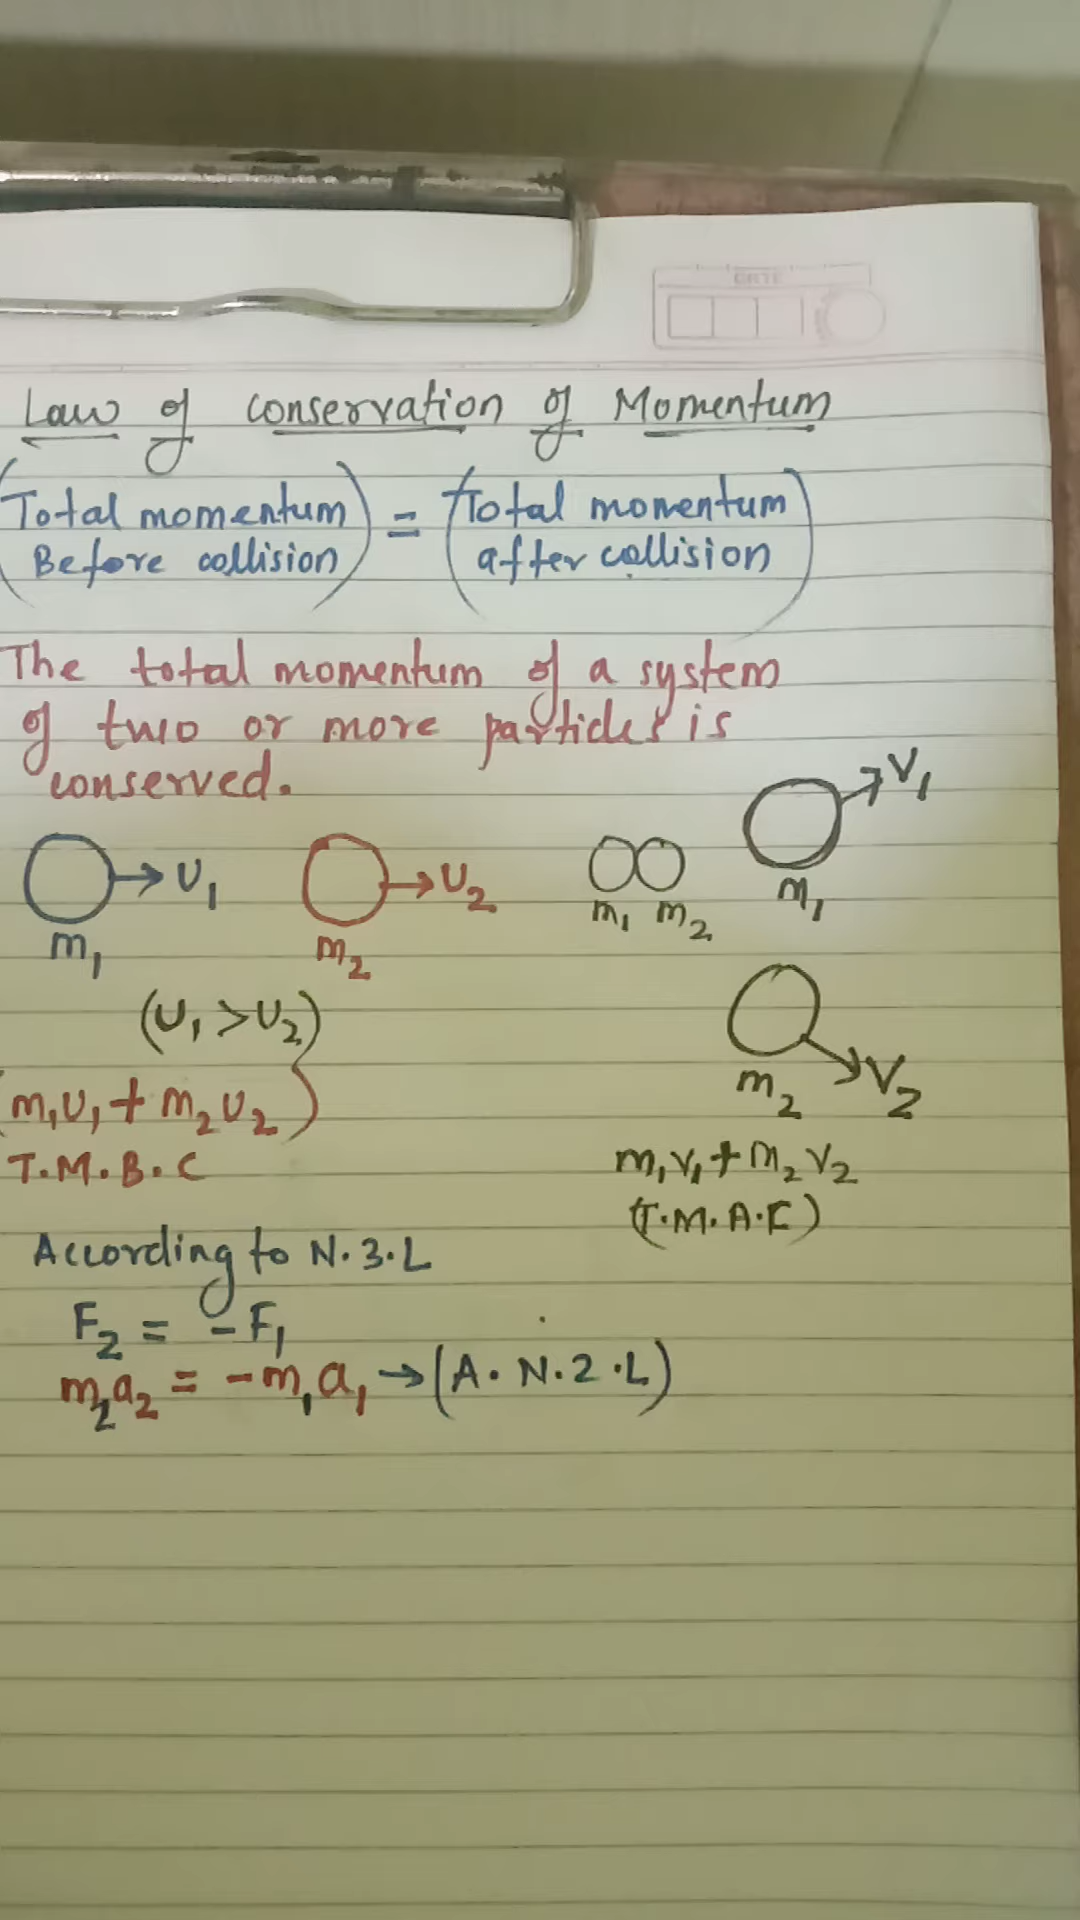 Law of conservation of Momentum
(Total momentum Before collision) = (Total momentum after collision)
The total momentum of a system
of two or more particles is
conserved.
m₁ → U₁
m₂ → U₂
m₁ m₂
m₁ → V₁
(U₁ > U₂)
m₂ → V₂
(m₁U₁ + m₂U₂)
T.M.B.C
m₁V₁ + m₂V₂
(T.M.A.C)
According to N.3.L
F₂ = -F₁
m₂a₂ = -m₁a₁ → (A.N.2.L)